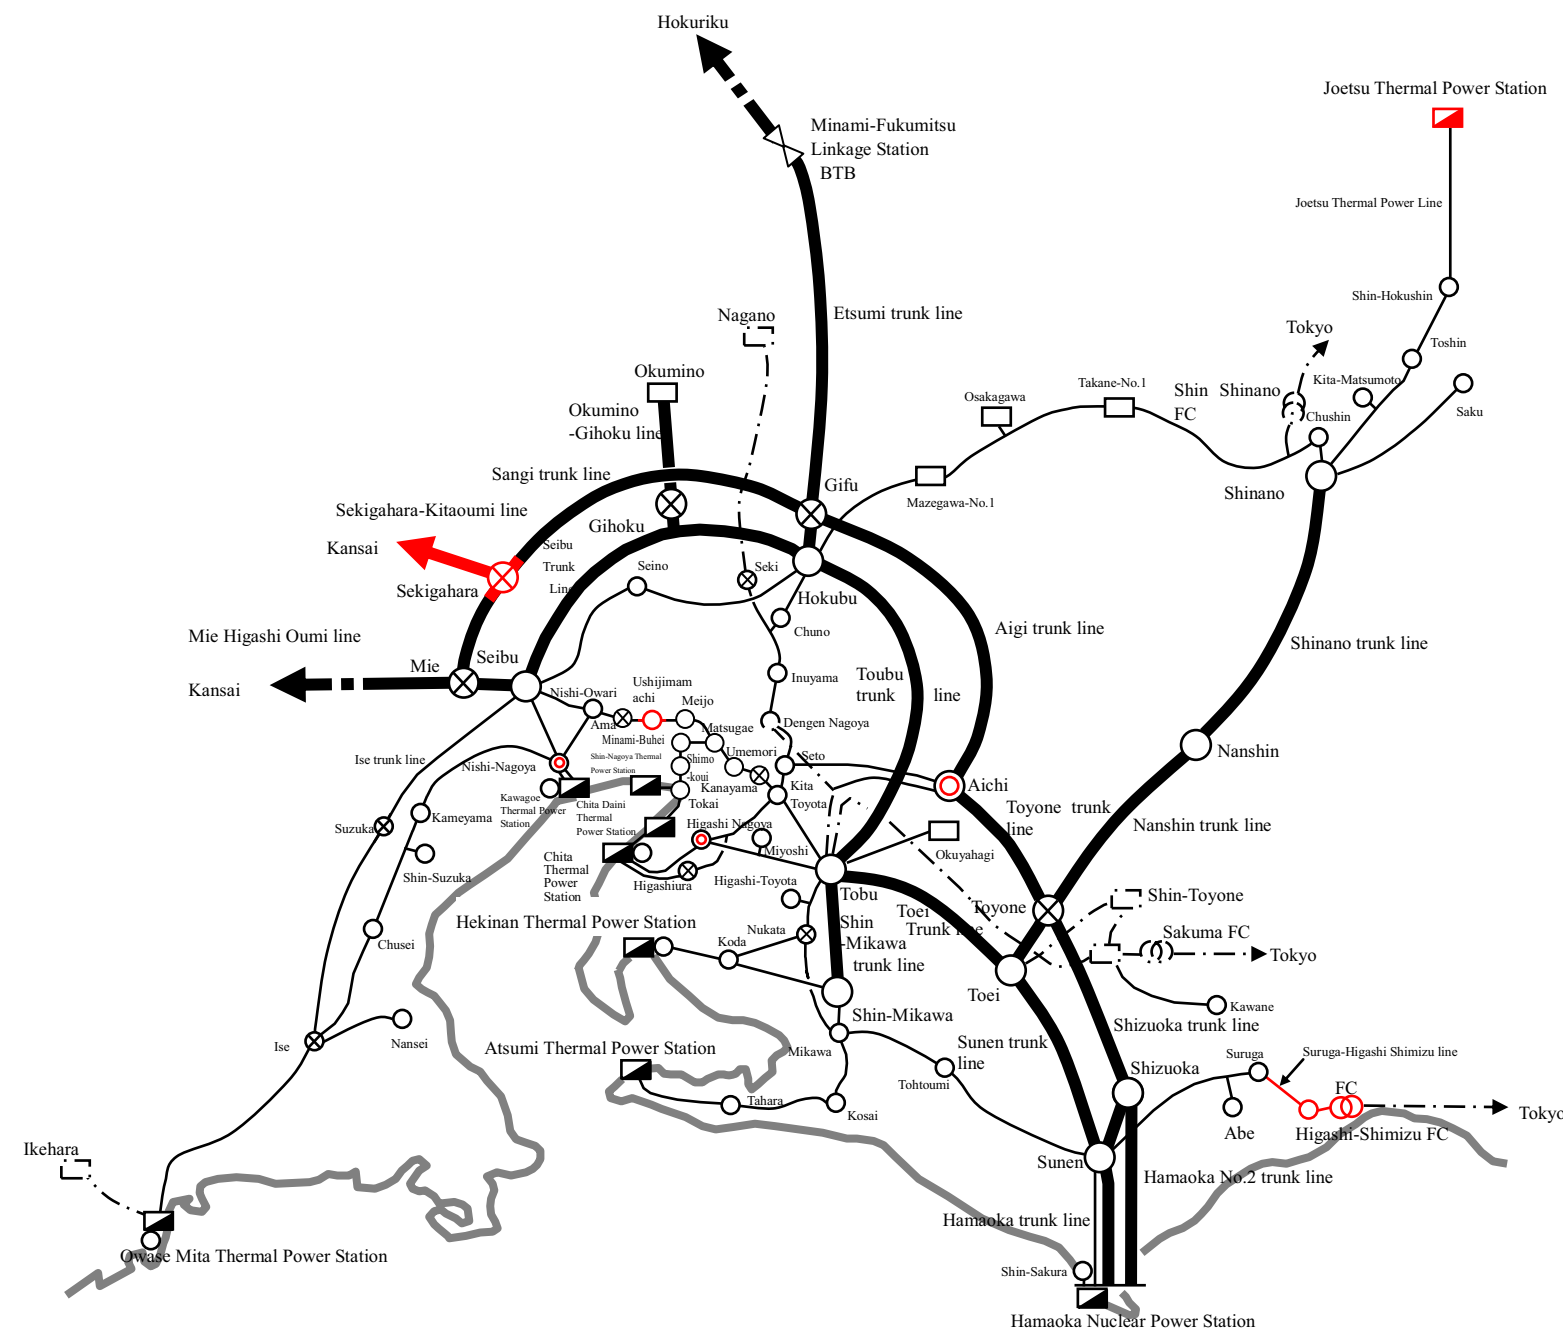 Hokuriku
Joetsu Thermal Power Station
Minami-Fukumitsu
Linkage Station
BTB
Joetsu Thermal Power Line
Shin-Hokushin
Nagano
Etsumi trunk line
Tokyo
Toshin
Okumino
Kita-Matsumoto
Takane-No.1
Shin
Shinano
FC
Osakagawa
Chushin
Saku
Okumino
-Gihoku line
Sangi trunk line
Gifu
Mazegawa-No.1
Shinano
Sekigahara-Kitaoumi line
Gihoku
Kansai
Seibu
Trunk
Line
Seino
Seki
Sekigahara
Hokubu
Chuno
Aigi trunk line
Mie Higashi Oumi line
Shinano trunk line
Mie
Seibu
Toubu
trunk
line
Inuyama
Kansai
Nishi-Owari
Ushijimam
achi
Meijo
Ama
Matsugae
Dengen Nagoya
Minami-Buhei
Nanshin
Ise trunk line
Nishi-Nagoya
Shin-Nagoya Thermal
Power Station
Shimo
-koui
Umemori
Seto
Kanayama
Kita
Toyota
Aichi
Kawagoe
Thermal Power
Station
Chita Daini
Thermal
Power Station
Tokai
Toyone trunk
line
Nanshin trunk line
Suzuka
Kameyama
Higashi Nagoya
Miyoshi
Okuyahagi
Chita
Thermal
Power
Station
Shin-Suzuka
Higashiura
Higashi-Toyota
Tobu
Toei
Trunk line
Toyone
Shin-Toyone
Hekinan Thermal Power Station
Nukata
Shin
-Mikawa
trunk line
Sakuma FC
Chusei
Koda
Tokyo
Toei
Kawane
Shin-Mikawa
Shizuoka trunk line
Ise
Nansei
Atsumi Thermal Power Station
Mikawa
Sunen trunk
line
Suruga
Suruga-Higashi Shimizu line
Shizuoka
Tohtoumi
Tahara
Kosai
FC
Tokyo
Abe
Higashi-Shimizu FC
Ikehara
Sunen
Hamaoka No.2 trunk line
Hamaoka trunk line
Owase Mita Thermal Power Station
Shin-Sakura
Hamaoka Nuclear Power Station